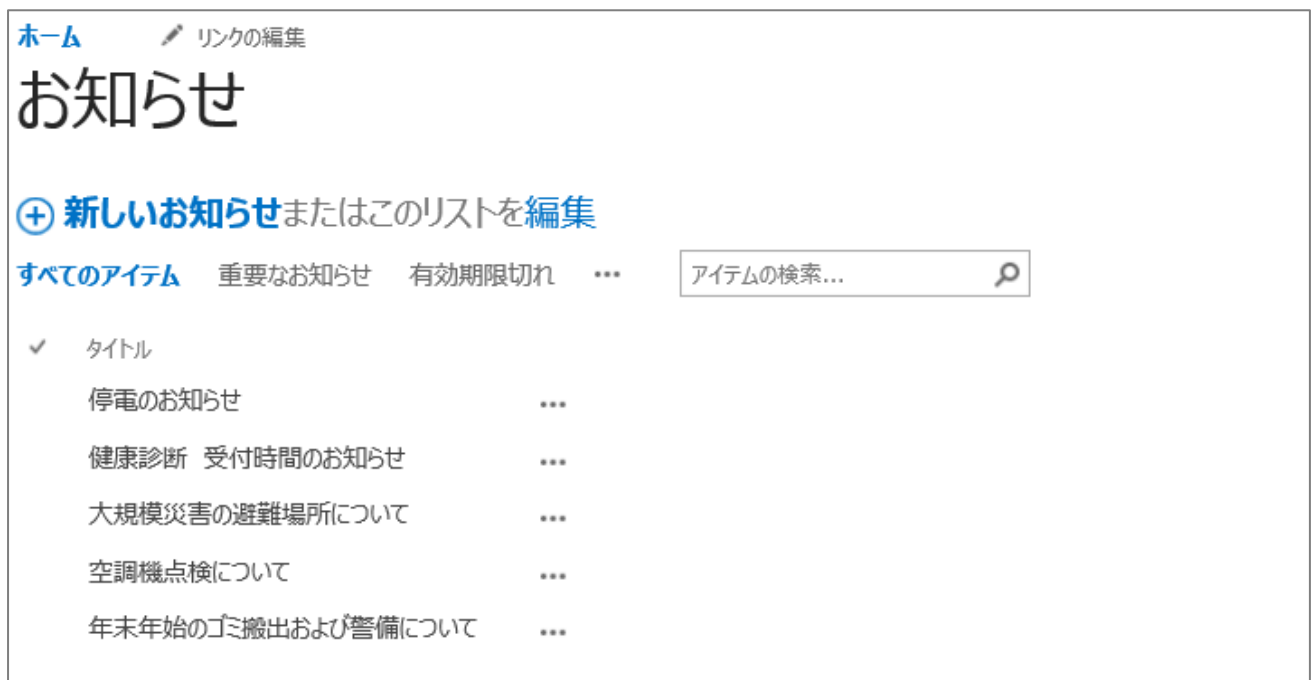 ホーム リンクの編集
お知らせ
新しいお知らせまたはこのリストを編集
すべてのアイテム 重要なお知らせ 有効期限切れ ••• アイテムの検索...
タイトル
停電のお知らせ •••
健康診断　受付時間のお知らせ •••
大規模災害の避難場所について •••
空調機点検について •••
年末年始のゴミ搬出および警備について •••